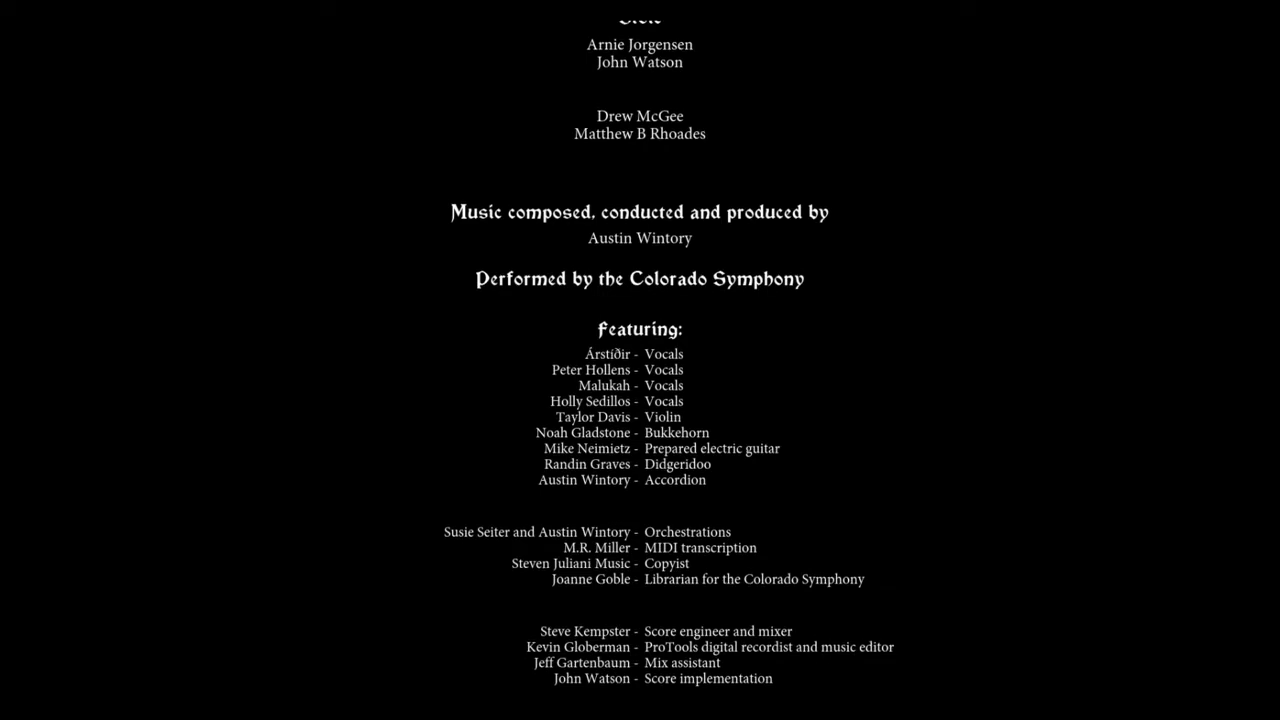 Arnie Jorgensen
John Watson
Drew McGee
Matthew B Rhoades
Music composed, conducted and produced by
Austin Wintory
Performed by the Colorado Symphony
Featuring:
Árstíðir - Vocals
Peter Hollens - Vocals
Malukah - Vocals
Holly Sedillos - Vocals
Taylor Davis - Violin
Noah Gladstone - Bukkehorn
Mike Neimietz - Prepared electric guitar
Randin Graves - Didgeridoo
Austin Wintory - Accordion
Susie Seiter and Austin Wintory - Orchestrations
M.R. Miller - MIDI transcription
Steven Juliani Music - Copyist
Joanne Goble - Librarian for the Colorado Symphony
Steve Kempster - Score engineer and mixer
Kevin Globerman - ProTools digital recordist and music editor
Jeff Gartenbaum - Mix assistant
John Watson - Score implementation